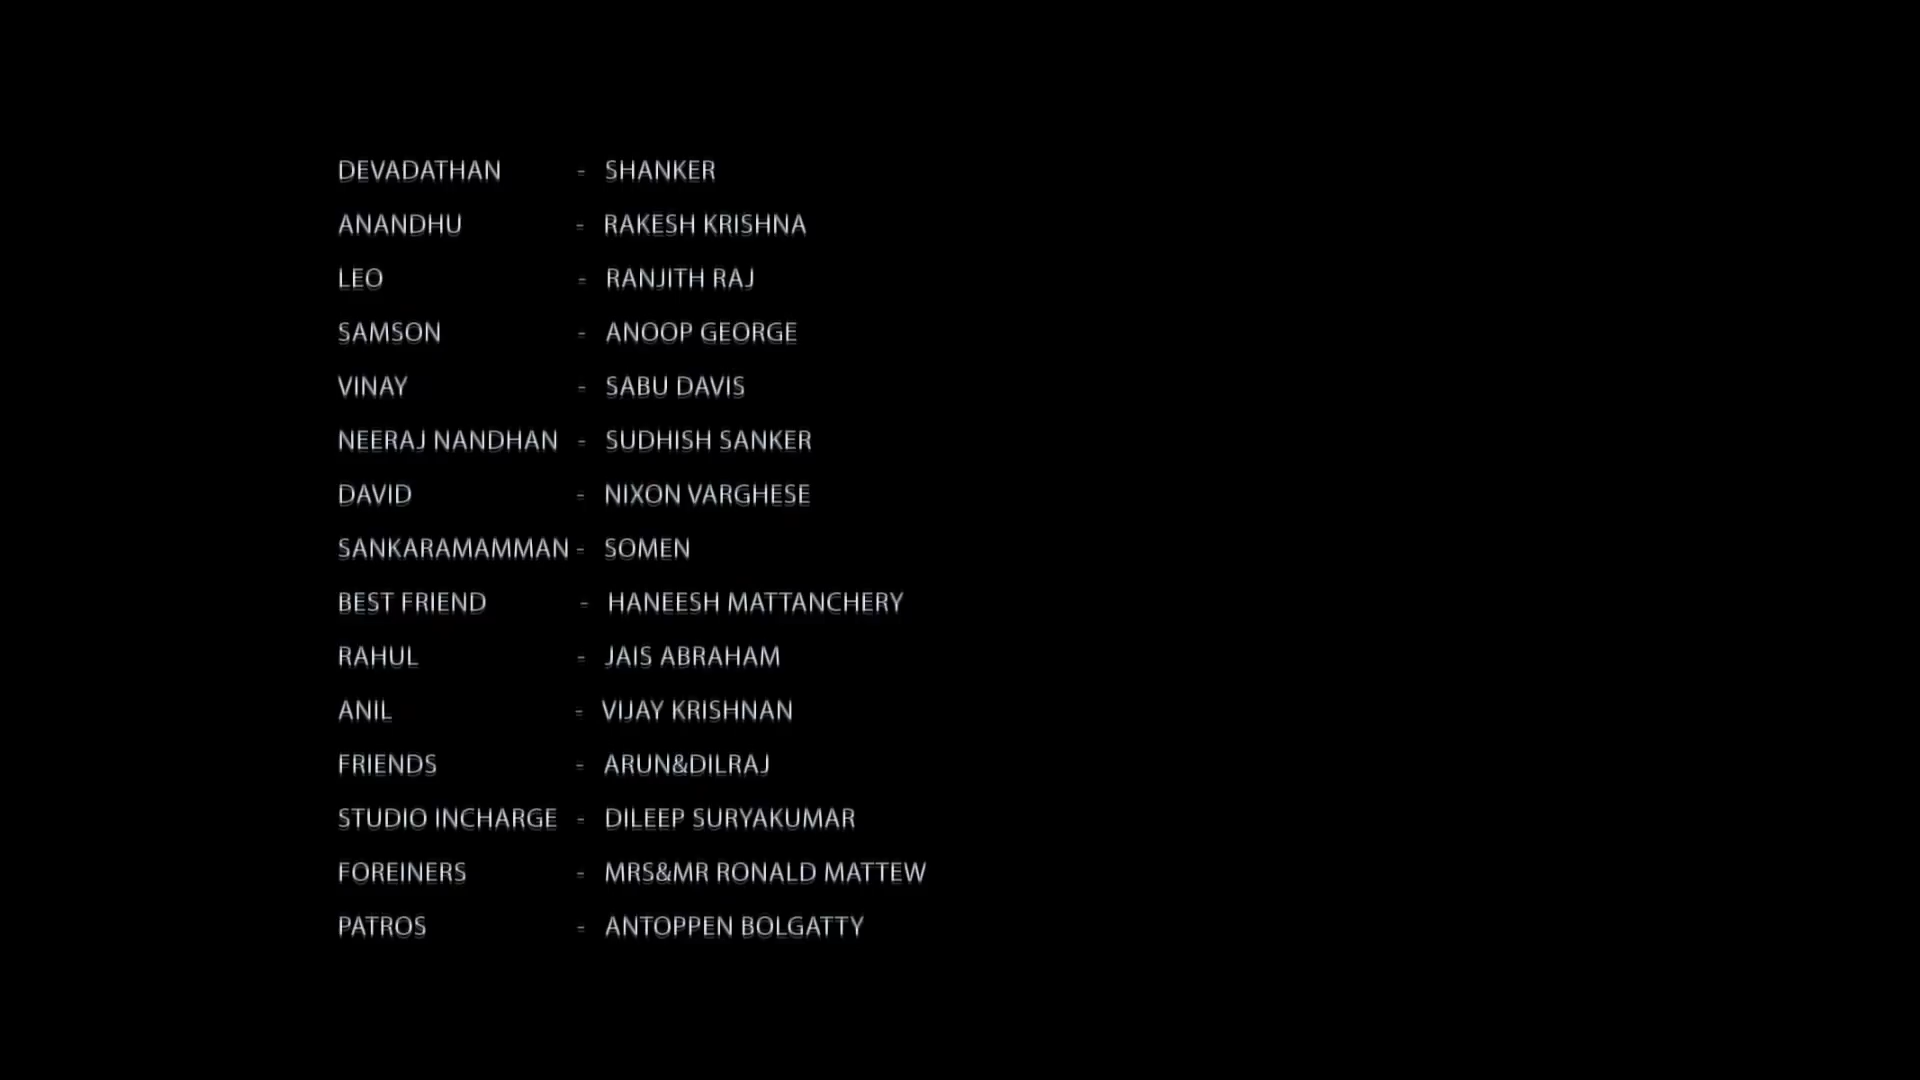 DEVADATHAN - SHANKER
ANANDHU - RAKESH KRISHNA
LEO - RANJITH RAJ
SAMSON - ANOOP GEORGE
VINAY - SABU DAVIS
NEERAJ NANDHAN - SUDHISH SANKER
DAVID - NIXON VARGHESE
SANKARAMAMMAN - SOMEN
BEST FRIEND - HANEESH MATTANCHERY
RAHUL - JAIS ABRAHAM
ANIL - VIJAY KRISHNAN
FRIENDS - ARUN&DILRAJ
STUDIO INCHARGE - DILEEP SURYAKUMAR
FOREINERS - MRS&MR RONALD MATTEW
PATROS - ANTOPPEN BOLGATTY